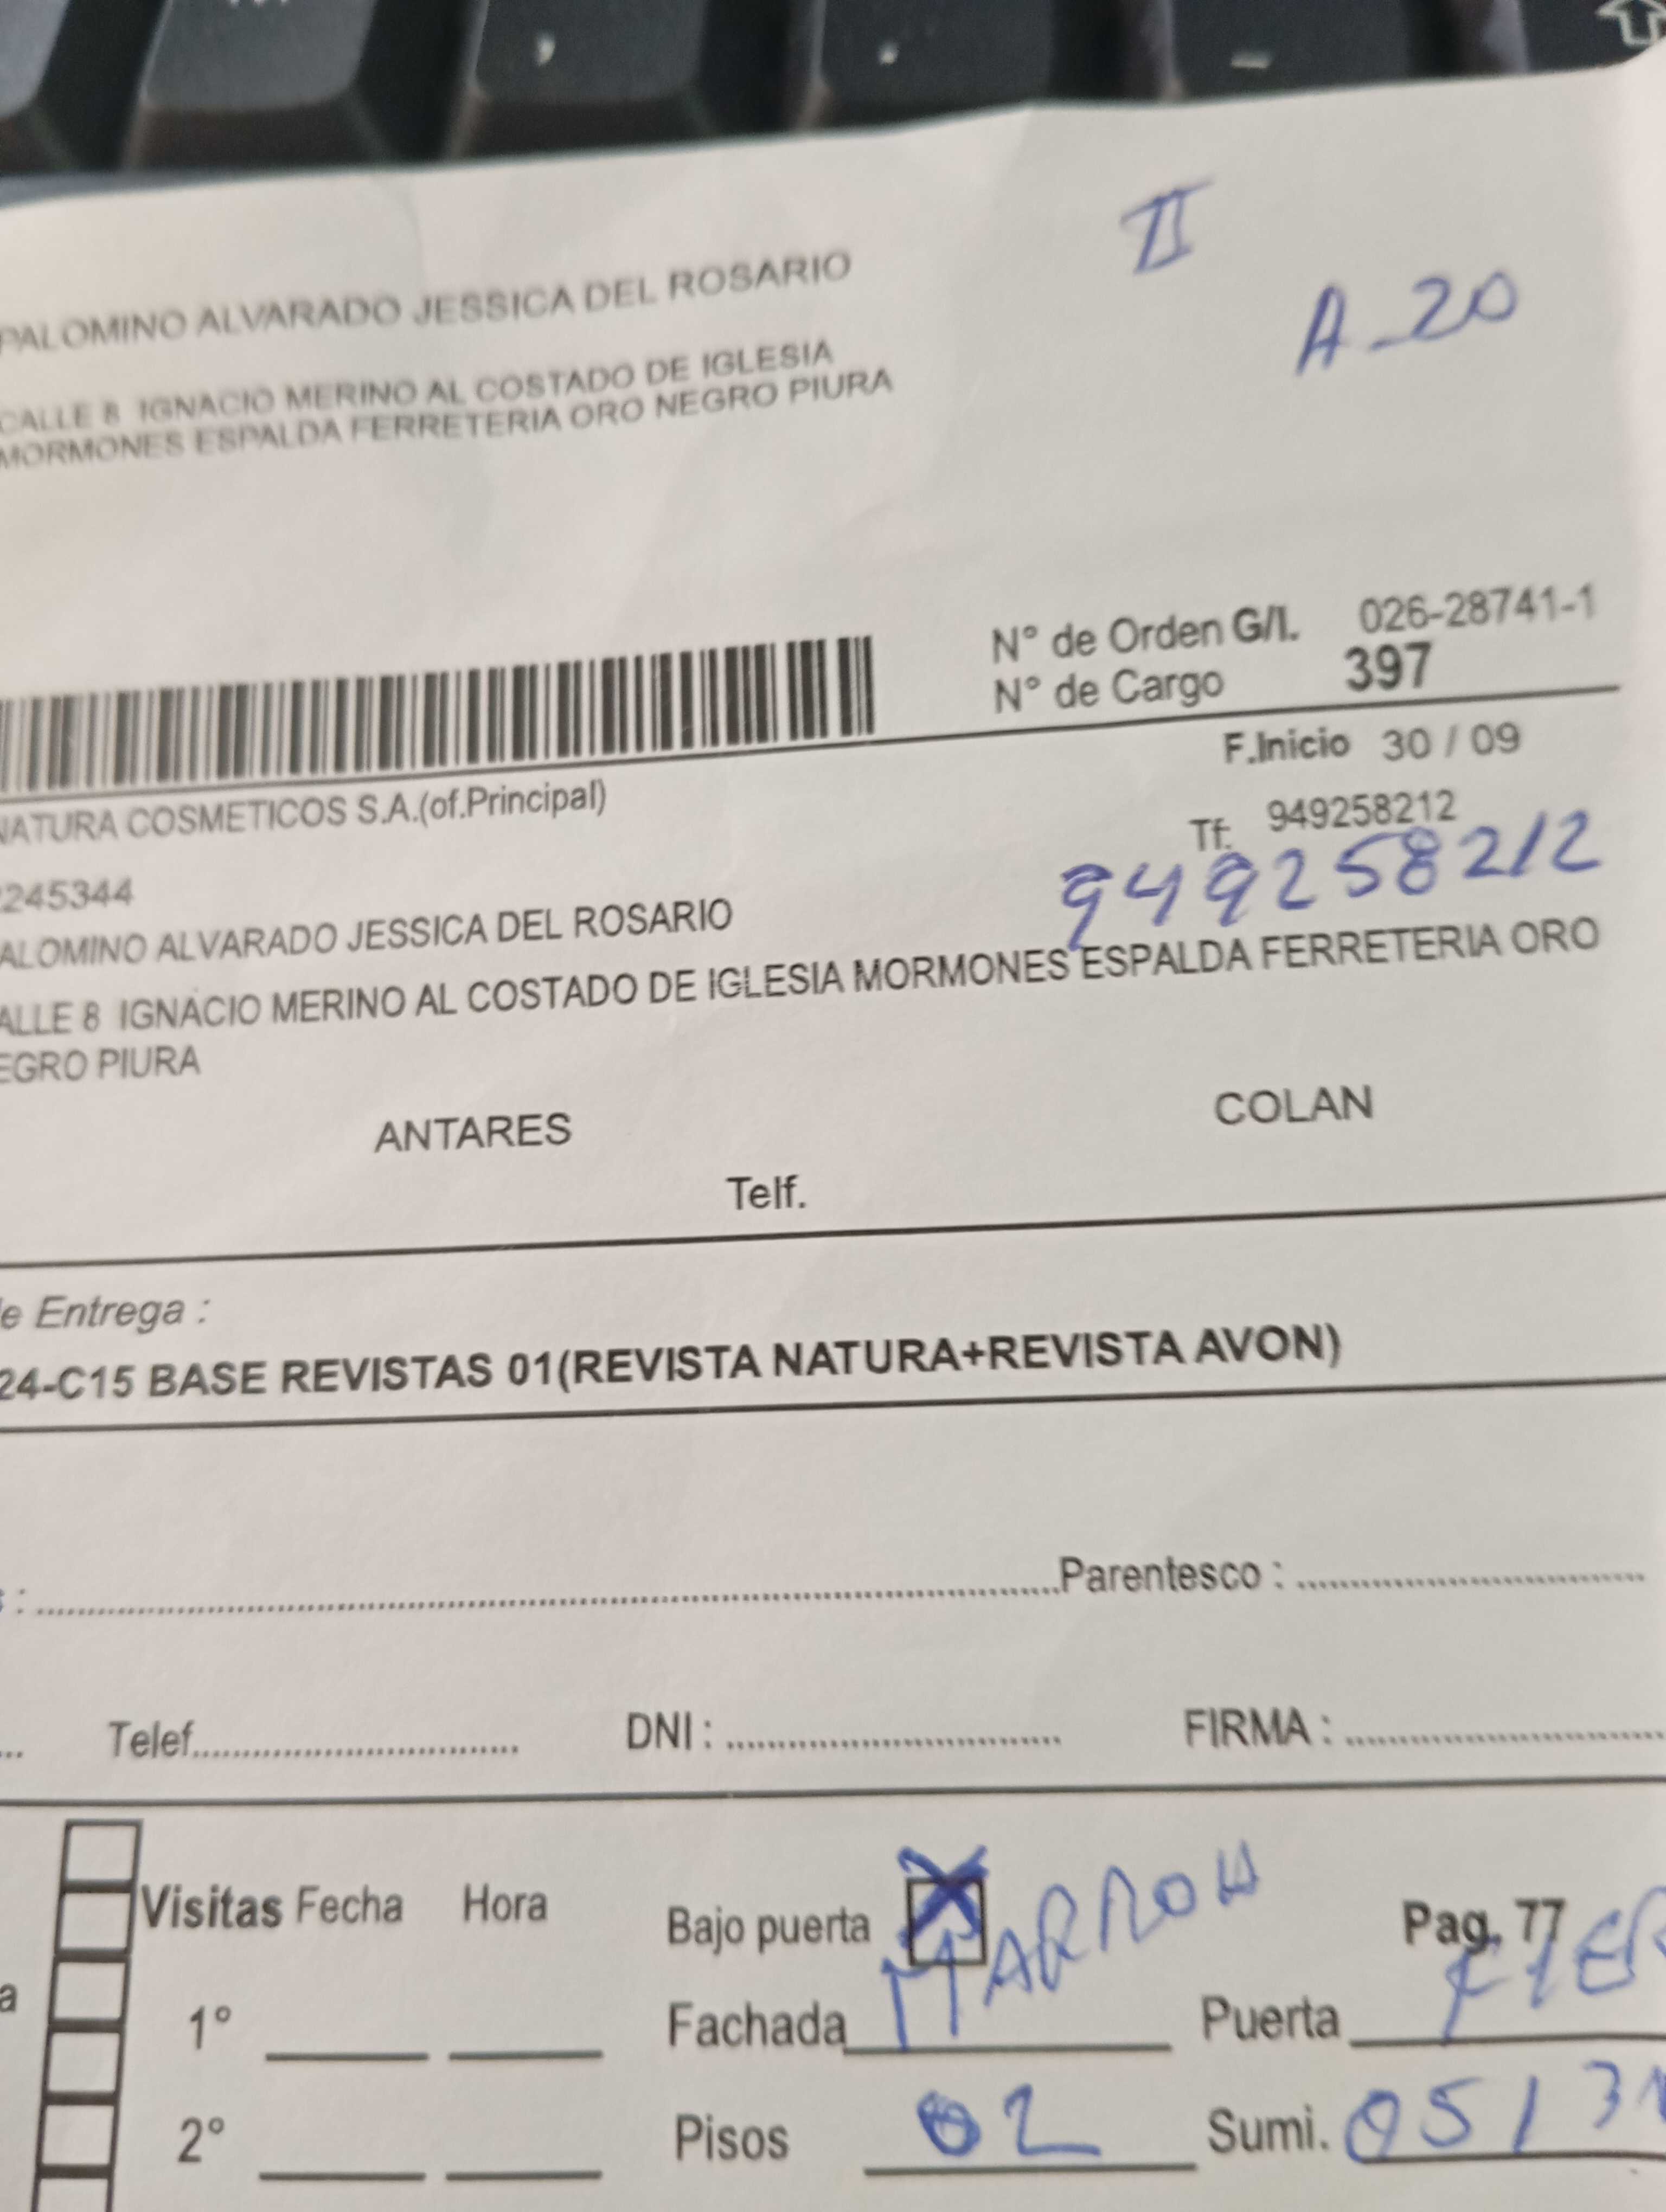 II
A-20
PALOMINO ALVARADO JESSICA DEL ROSARIO
CALLE 8 IGNACIO MERINO AL COSTADO DE IGLESIA
MORMONES ESPALDA FERRETERIA ORO NEGRO PIURA
N° de Orden G/I. 026-28741-1
N° de Cargo 397
F.Inicio 30 / 09
NATURA COSMETICOS S.A.(of.Principal)
Tf: 949258212
949258212
245344
ALOMINO ALVARADO JESSICA DEL ROSARIO
ALLE 8 IGNACIO MERINO AL COSTADO DE IGLESIA MORMONES ESPALDA FERRETERIA ORO
EGRO PIURA
ANTARES COLAN
Telf.
e Entrega :
24-C15 BASE REVISTAS 01(REVISTA NATURA+REVISTA AVON)
: Parentesco :
Telef. DNI : FIRMA :
Visitas Fecha Hora Bajo puerta X Pag. 77
a 1° Fachada MARRON Puerta FIER
2° Pisos 02 Sumi. 0513